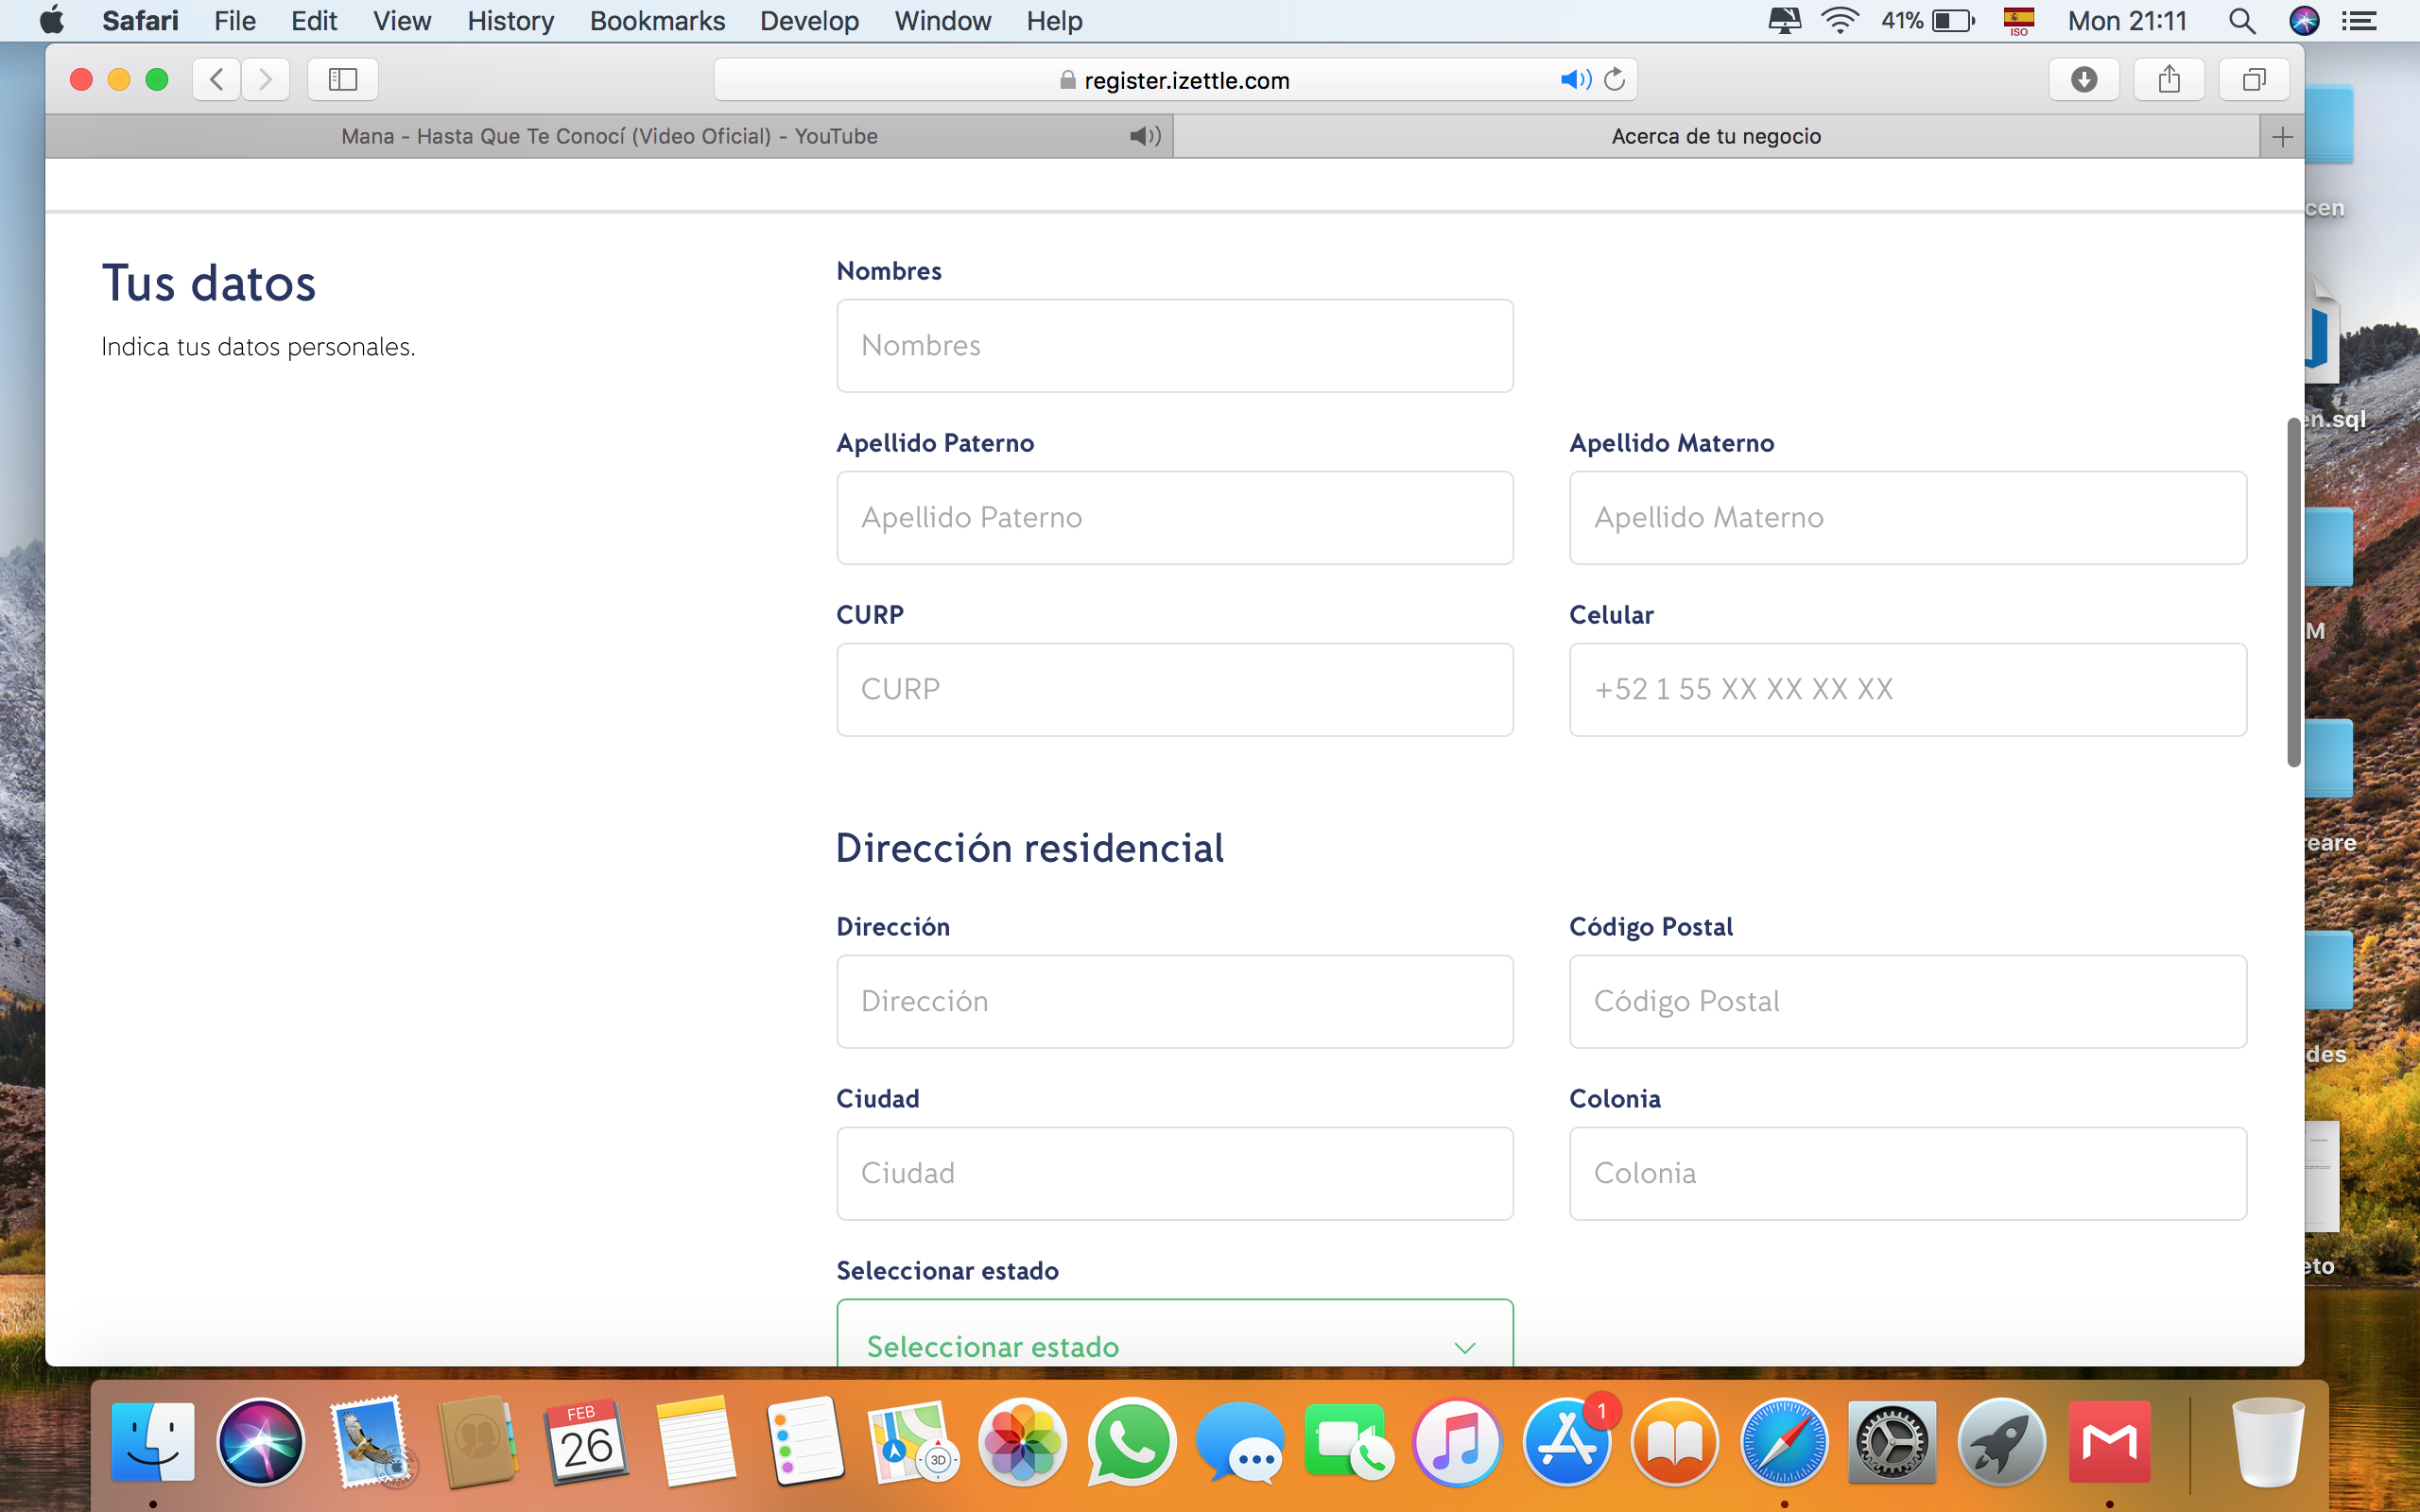 Safari File Edit View History Bookmarks Develop Window Help 41% ISO Mon 21:11
register.izettle.com
Mana - Hasta Que Te Conocí (Video Oficial) - YouTube Acerca de tu negocio
cen
Tus datos
Indica tus datos personales.
Nombres
Nombres
en.sql
Apellido Paterno Apellido Materno
Apellido Paterno Apellido Materno
CURP Celular
M
CURP +52 1 55 XX XX XX XX
Dirección residencial
reare
Dirección Código Postal
Dirección Código Postal
des
Ciudad Colonia
Ciudad Colonia
eto
Seleccionar estado
Seleccionar estado
FEB
26
3D
1